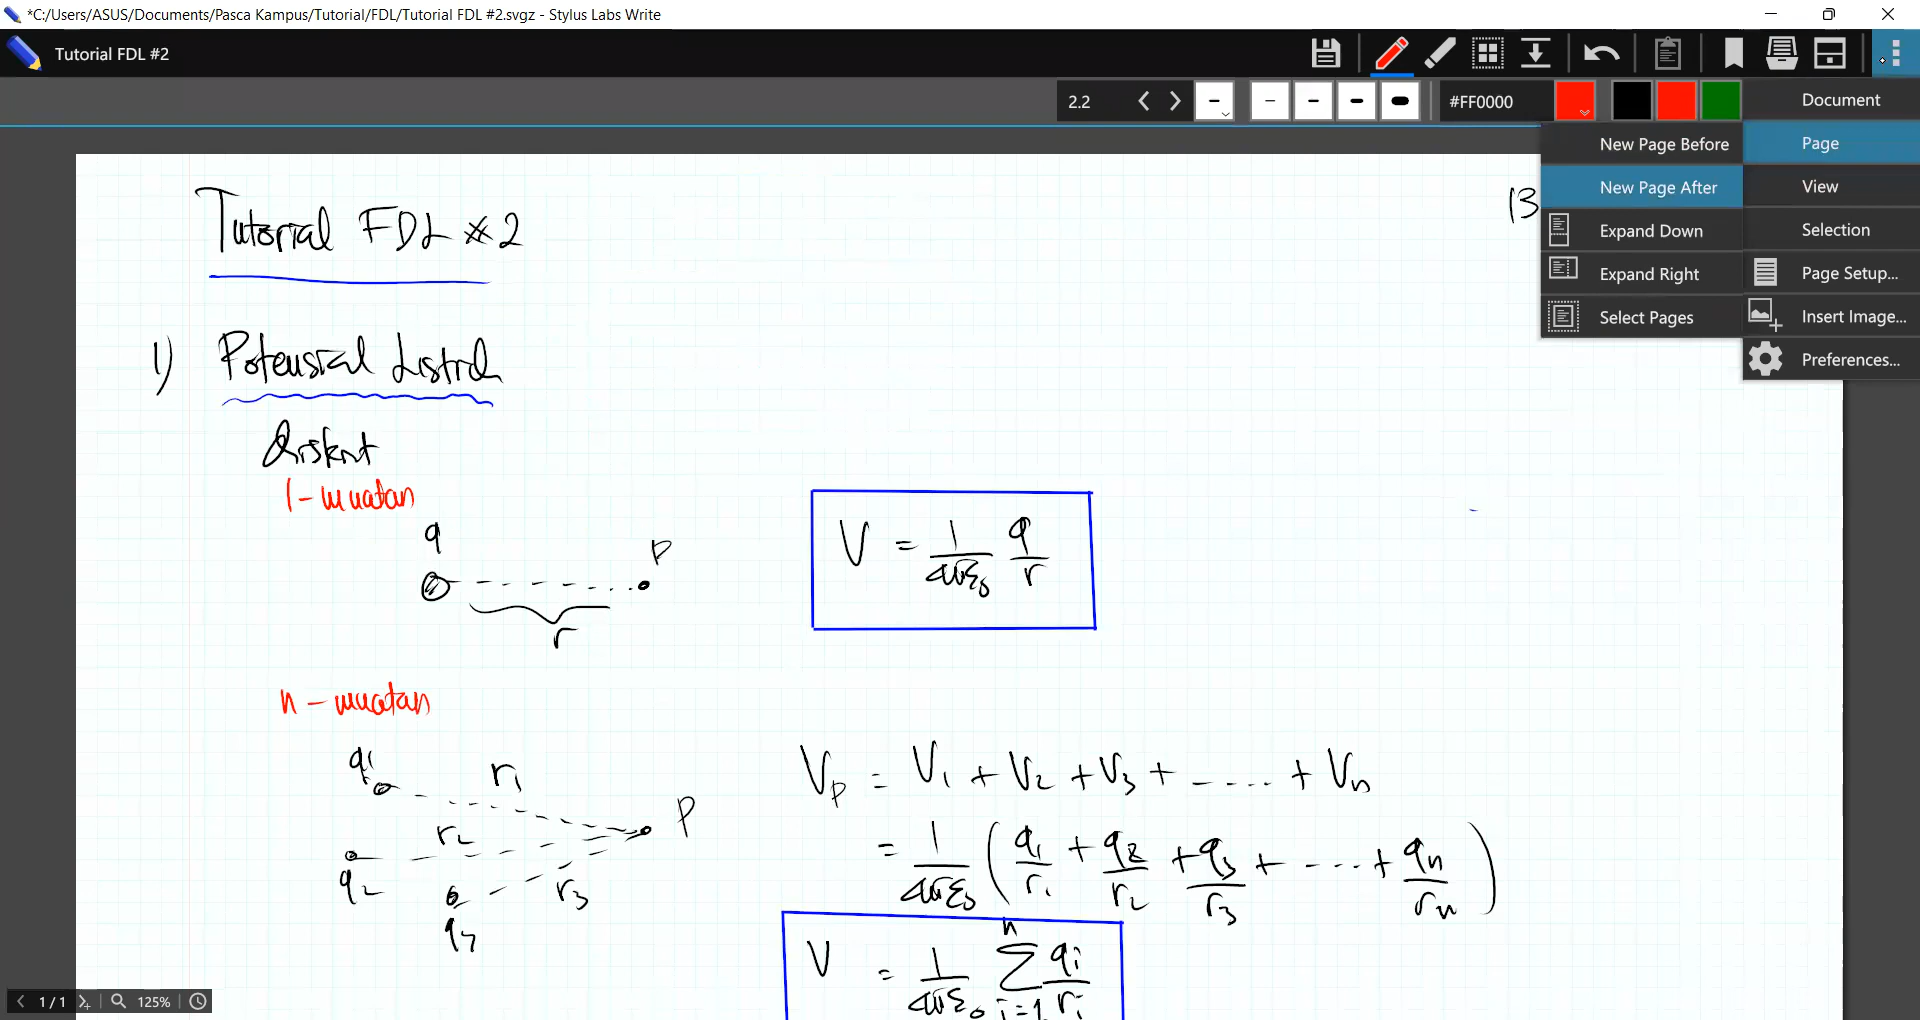 *C:/Users/ASUS/Documents/Pasca Kampus/Tutorial/FDL/Tutorial FDL #2.svgz - Stylus Labs Write
Tutorial FDL #2
2.2
#FF0000
Document
New Page Before
Page
New Page After
View
Expand Down
Selection
Expand Right
Page Setup...
Select Pages
Insert Image...
Preferences...
Tutorial FDL #2
13
1) Potensial Listrik
diskrit
1 - muatan
q
P
r
V = 1/4πε₀ q/r
n - muatan
q₁
r₁
P
r₂
q₂
r₃
q₃
Vp = V₁ + V₂ + V₃ + ..... + Vn
= 1/4πε₀ (q₁/r₁ + q₂/r₂ + q₃/r₃ + ..... + qn/rn)
V = 1/4πε₀ Σ n i=1 qi/ri
1 / 1
125%